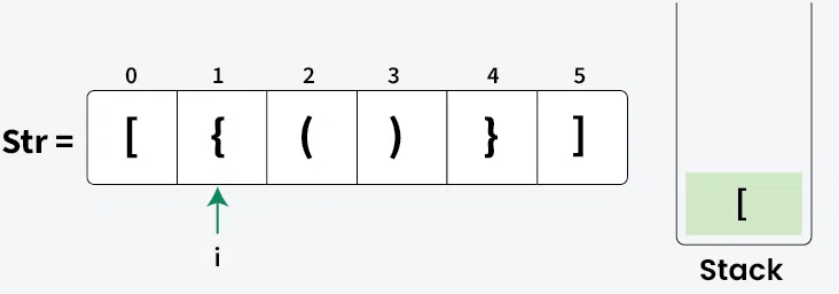 0 1 2 3 4 5
Str = [ { ( ) } ]
i
[
Stack